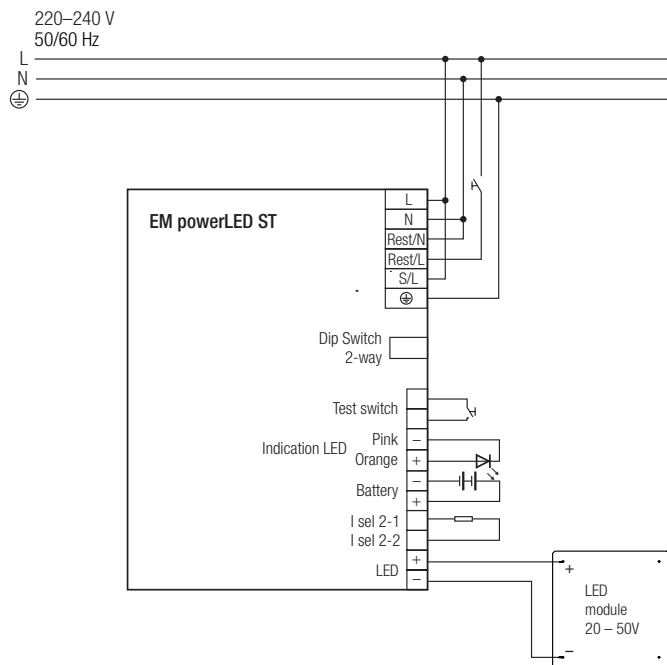 220–240 V
50/60 Hz
L
N
EM powerLED ST
L
N
Rest/N
Rest/L
S/L
Dip Switch
2-way
Test switch
Indication LED
Pink −
Orange +
Battery
−
+
I sel 2-1
I sel 2-2
LED
+
−
+
LED
module
20 – 50V
−